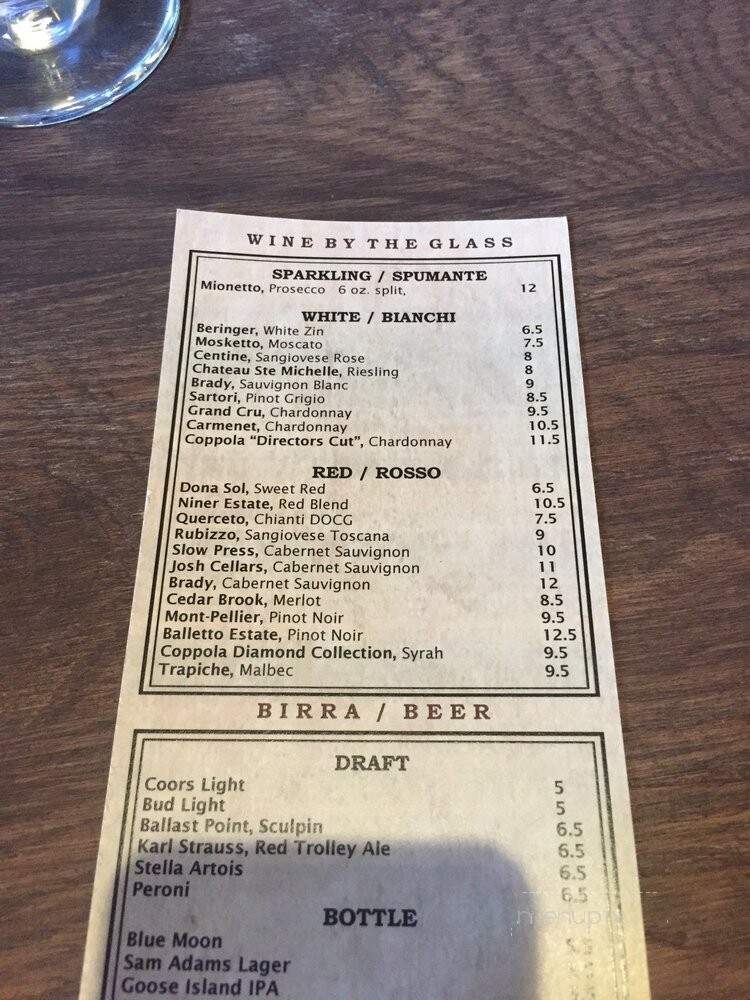 WINE BY THE GLASS
SPARKLING / SPUMANTE
Mionetto, Prosecco 6 oz. split, 12
WHITE / BIANCHI
Beringer, White Zin 6.5
Mosketto, Moscato 7.5
Centine, Sangiovese Rose 8
Chateau Ste Michelle, Riesling 8
Brady, Sauvignon Blanc 9
Sartori, Pinot Grigio 8.5
Grand Cru, Chardonnay 9.5
Carmenet, Chardonnay 10.5
Coppola "Directors Cut", Chardonnay 11.5
RED / ROSSO
Dona Sol, Sweet Red 6.5
Niner Estate, Red Blend 10.5
Querceto, Chianti DOCG 7.5
Rubizzo, Sangiovese Toscana 9
Slow Press, Cabernet Sauvignon 10
Josh Cellars, Cabernet Sauvignon 11
Brady, Cabernet Sauvignon 12
Cedar Brook, Merlot 8.5
Mont-Pellier, Pinot Noir 9.5
Balletto Estate, Pinot Noir 12.5
Coppola Diamond Collection, Syrah 9.5
Trapiche, Malbec 9.5
BIRRA / BEER
DRAFT
Coors Light 5
Bud Light 5
Ballast Point, Sculpin 6.5
Karl Strauss, Red Trolley Ale 6.5
Stella Artois 6.5
Peroni 6.5
BOTTLE
Blue Moon
Sam Adams Lager
Goose Island IPA